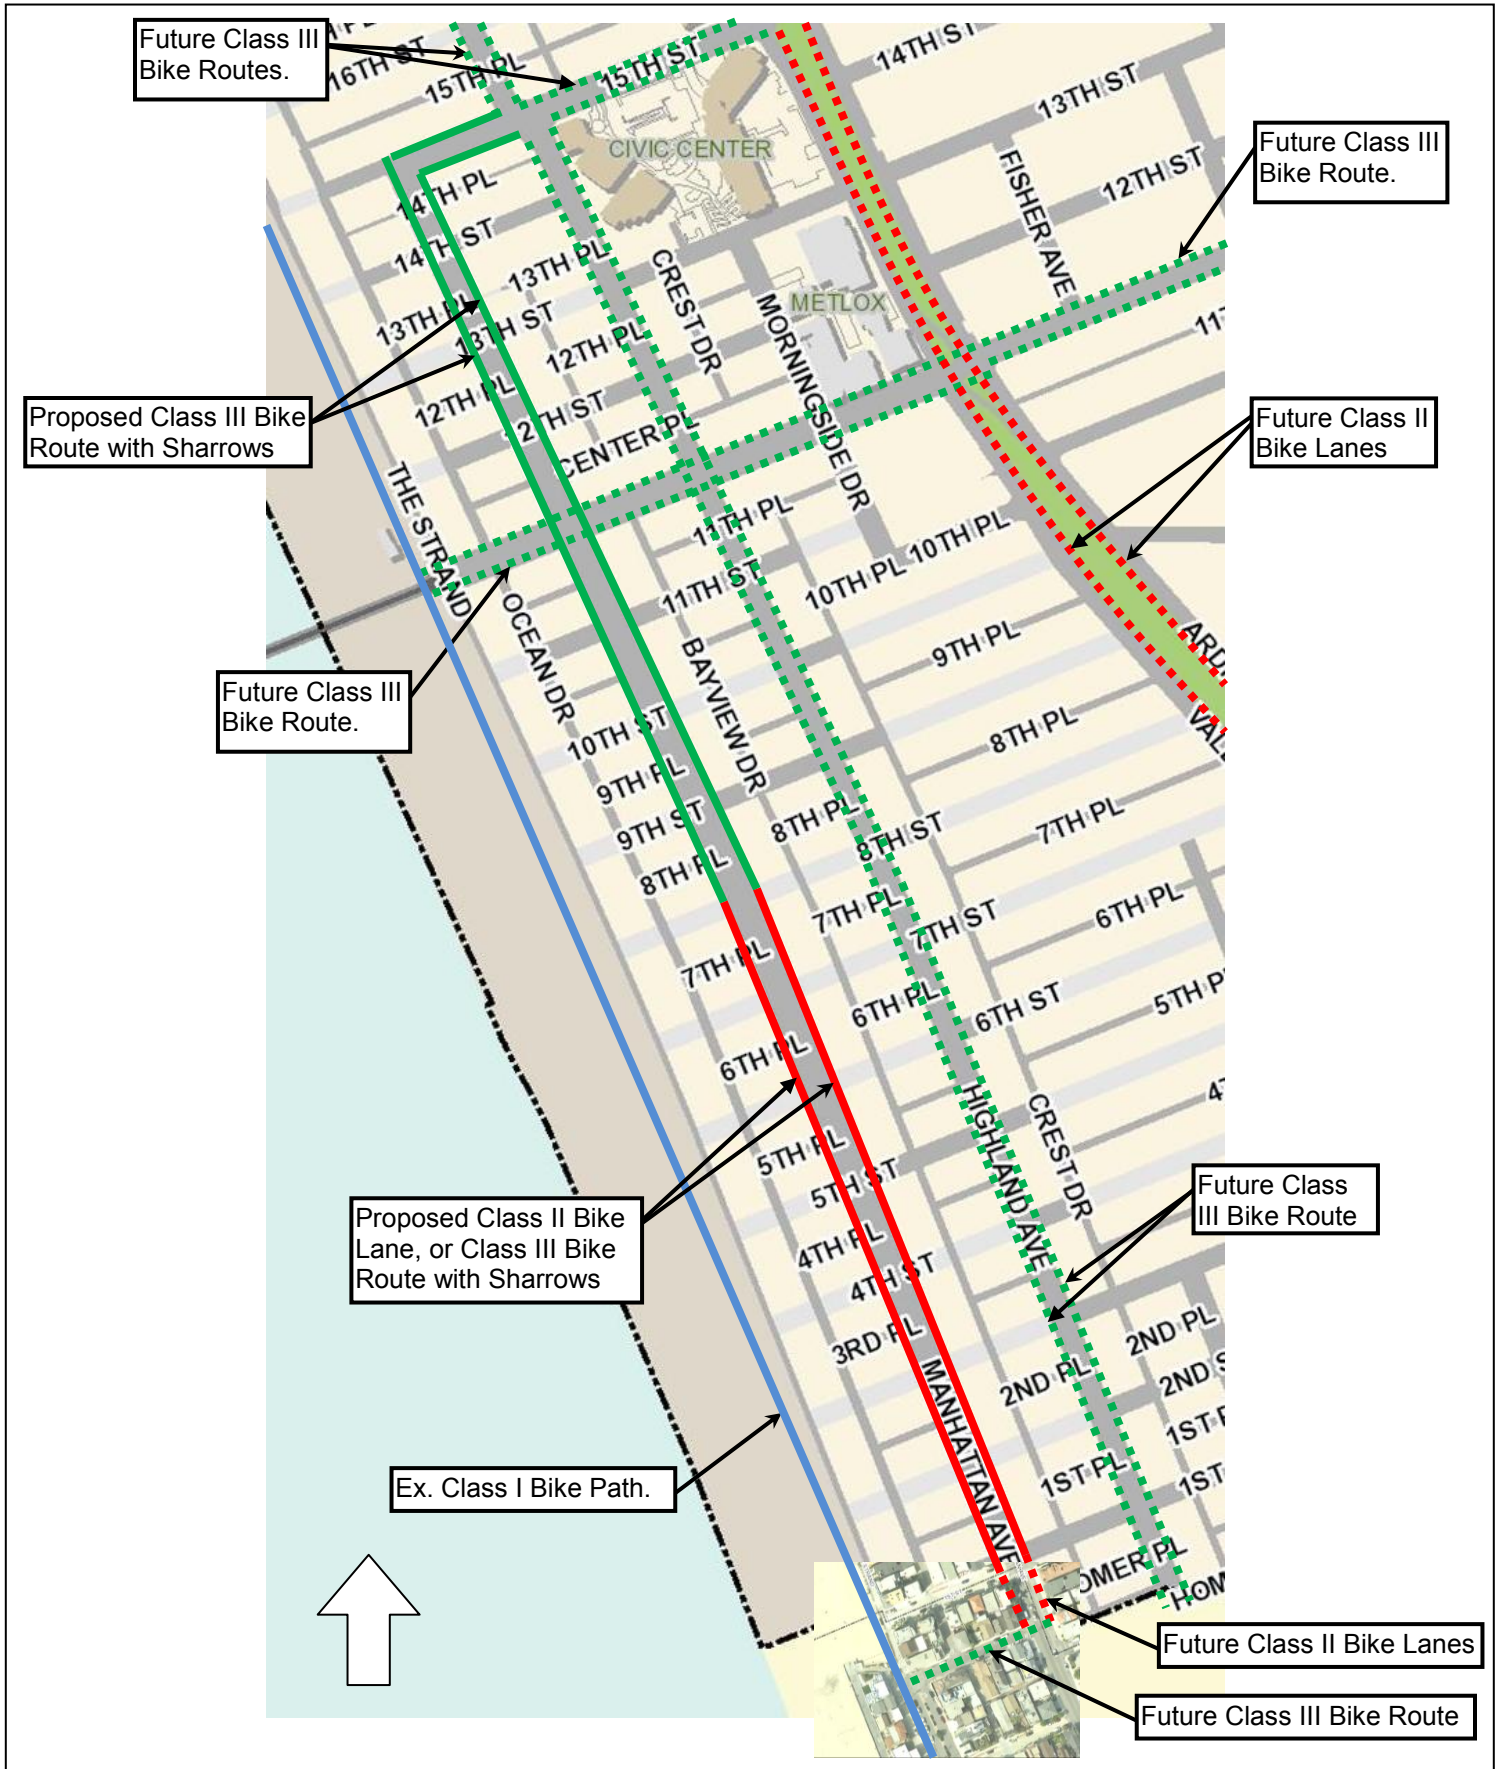 Future Class III
Bike Routes.
16TH ST
15TH PL
15TH ST
14TH ST
13TH ST
CIVIC CENTER
FISHER AVE
12TH ST
Future Class III
Bike Route.
14TH PL
14TH ST
13TH PL
13TH PL
13TH ST
12TH PL
12TH PL
CREST DR
METLOX
MORNINGSIDE DR
Proposed Class III Bike
Route with Sharrows
CENTER PL
Future Class II
Bike Lanes
THE STRAND
11TH PL
10TH PL
10TH PL
11TH ST
OCEAN DR
BAYVIEW DR
9TH PL
8TH PL
7TH PL
6TH PL
Future Class III
Bike Route.
10TH ST
9TH PL
9TH ST
8TH PL
8TH PL
8TH ST
7TH PL
7TH PL
7TH ST
6TH PL
6TH PL
6TH ST
5TH PL
5TH ST
4TH PL
4TH ST
3RD PL
HIGHLAND AVE
CREST DR
Proposed Class II Bike
Lane, or Class III Bike
Route with Sharrows
Future Class
III Bike Route
2ND PL
2ND PL
1ST PL
MANHATTAN AVE
Ex. Class I Bike Path.
Future Class II Bike Lanes
Future Class III Bike Route